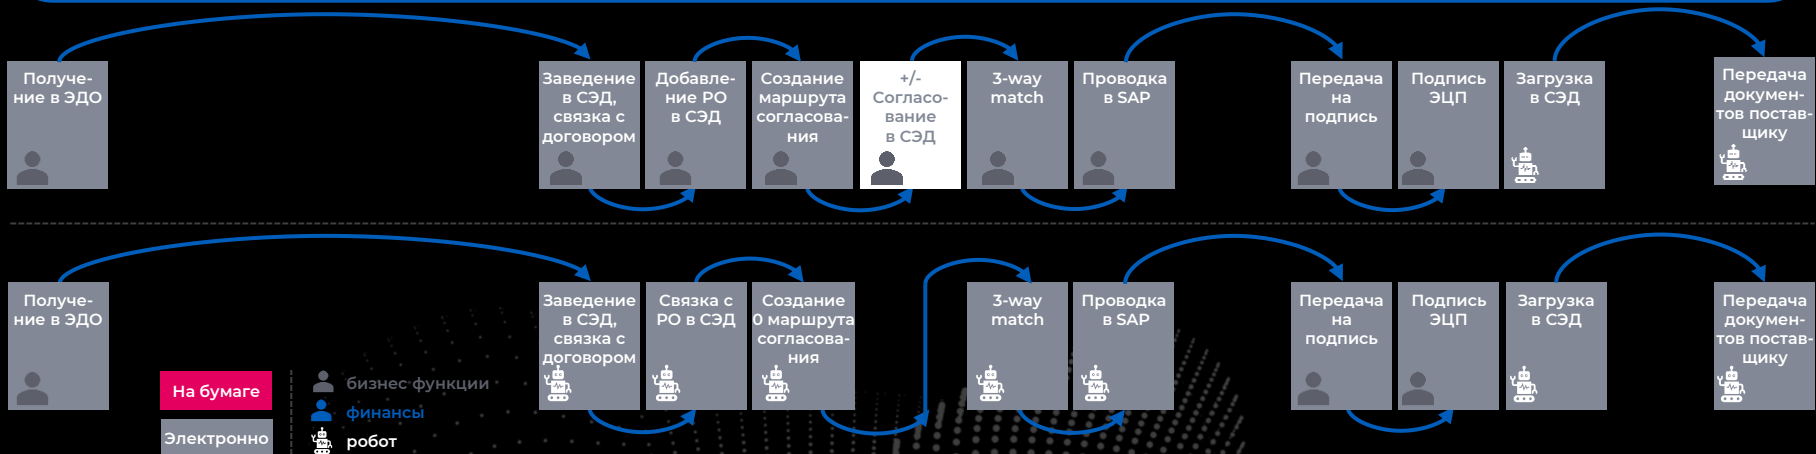 Получе-
ние в ЭДО
Заведение
в СЭД,
связка с
договором
Добавле-
ние РО
в СЭД
Создание
маршрута
согласова-
ния
+/-
Согласо-
вание
в СЭД
3-way
match
Проводка
в SAP
Передача
на
подпись
Подпись
ЭЦП
Загрузка
в СЭД
Передача
докумен-
тов постав-
щику
Получе-
ние в ЭДО
Заведение
в СЭД,
связка с
договором
Связка с
РО в СЭД
Создание
0 маршрута
согласова-
ния
3-way
match
Проводка
в SAP
Передача
на
подпись
Подпись
ЭЦП
Загрузка
в СЭД
Передача
докумен-
тов постав-
щику
На бумаге
Электронно
бизнес-функции
финансы
робот